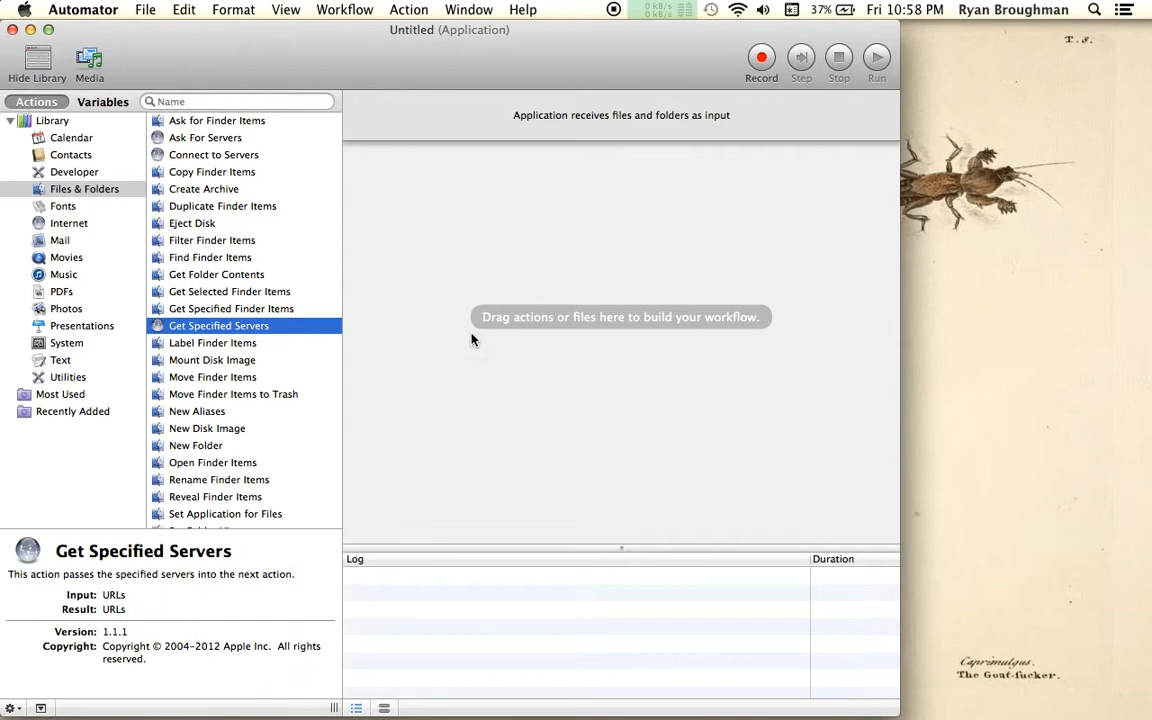 Automator File Edit Format View Workflow Action Window Help 0 kB/s 0 kB/s 37% Fri 10:58 PM Ryan Broughman
Untitled (Application)
Hide Library Media Record Step Stop Run
Actions Variables Name
Application receives files and folders as input
Library
Calendar
Contacts
Developer
Files & Folders
Fonts
Internet
Mail
Movies
Music
PDFs
Photos
Presentations
System
Text
Utilities
Most Used
Recently Added
Ask for Finder Items
Ask For Servers
Connect to Servers
Copy Finder Items
Create Archive
Duplicate Finder Items
Eject Disk
Filter Finder Items
Find Finder Items
Get Folder Contents
Get Selected Finder Items
Get Specified Finder Items
Get Specified Servers
Label Finder Items
Mount Disk Image
Move Finder Items
Move Finder Items to Trash
New Aliases
New Disk Image
New Folder
Open Finder Items
Rename Finder Items
Reveal Finder Items
Set Application for Files
Drag actions or files here to build your workflow.
Log Duration
Get Specified Servers
This action passes the specified servers into the next action.
Input: URLs
Result: URLs
Version: 1.1.1
Copyright: Copyright © 2004-2012 Apple Inc. All rights
reserved.
T. 8.
Caprimulgus.
The Goat-fucker.